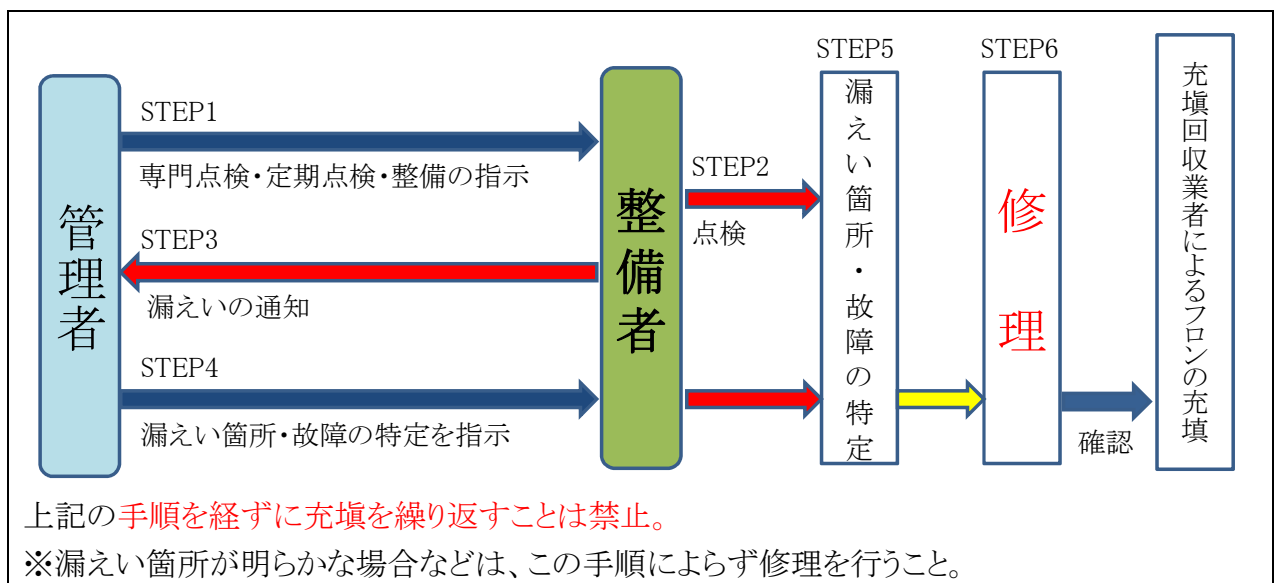 管理者
STEP1
専門点検・定期点検・整備の指示
STEP3
漏えいの通知
STEP4
漏えい箇所・故障の特定を指示
整備者
STEP2
点検
STEP5
漏えい箇所・故障の特定
STEP6
修理
確認
充塡回収業者によるフロンの充塡
上記の手順を経ずに充塡を繰り返すことは禁止。
※漏えい箇所が明らかな場合などは、この手順によらず修理を行うこと。